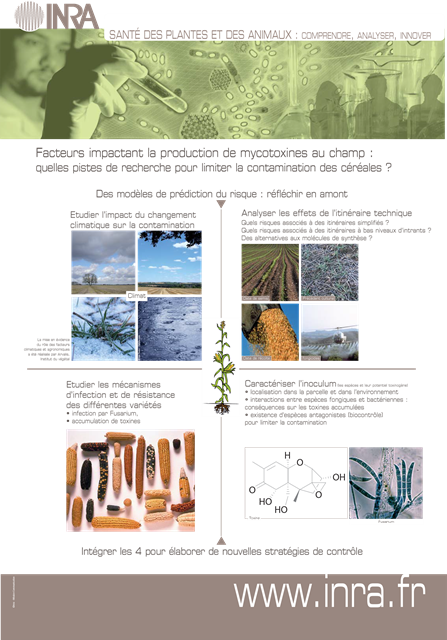 INRA
SANTÉ DES PLANTES ET DES ANIMAUX : COMPRENDRE, ANALYSER, INNOVER
Facteurs impactant la production de mycotoxines au champ :
quelles pistes de recherche pour limiter la contamination des céréales ?
Des modèles de prédiction du risque : réfléchir en amont
Etudier l'impact du changement
climatique sur la contamination
Climat
La mise en évidence
du rôle des facteurs
climatiques et agronomiques
a été réalisée par Arvalis,
Institut du végétal
Analyser les effets de l'itinéraire technique
Quels risques associés à des itinéraires simplifiés ?
Quels risques associés à des itinéraires à bas niveaux d'intrants ?
Des alternatives aux molécules de synthèse ?
Etudier les mécanismes
d'infection et de résistance
des différentes variétés
• infection par Fusarium,
• accumulation de toxines
Caractériser l'inoculum (les espèces et leur potentiel toxinogène)
• localisation dans la parcelle et dans l'environnement
• interactions entre espèces fongiques et bactériennes :
conséquences sur les toxines accumulées
• existence d'espèces antagonistes (biocontrôle)
pour limiter la contamination
H
O
OH
O
O
HO
HO
Fusarium
Intégrer les 4 pour élaborer de nouvelles stratégies de contrôle
www.inra.fr